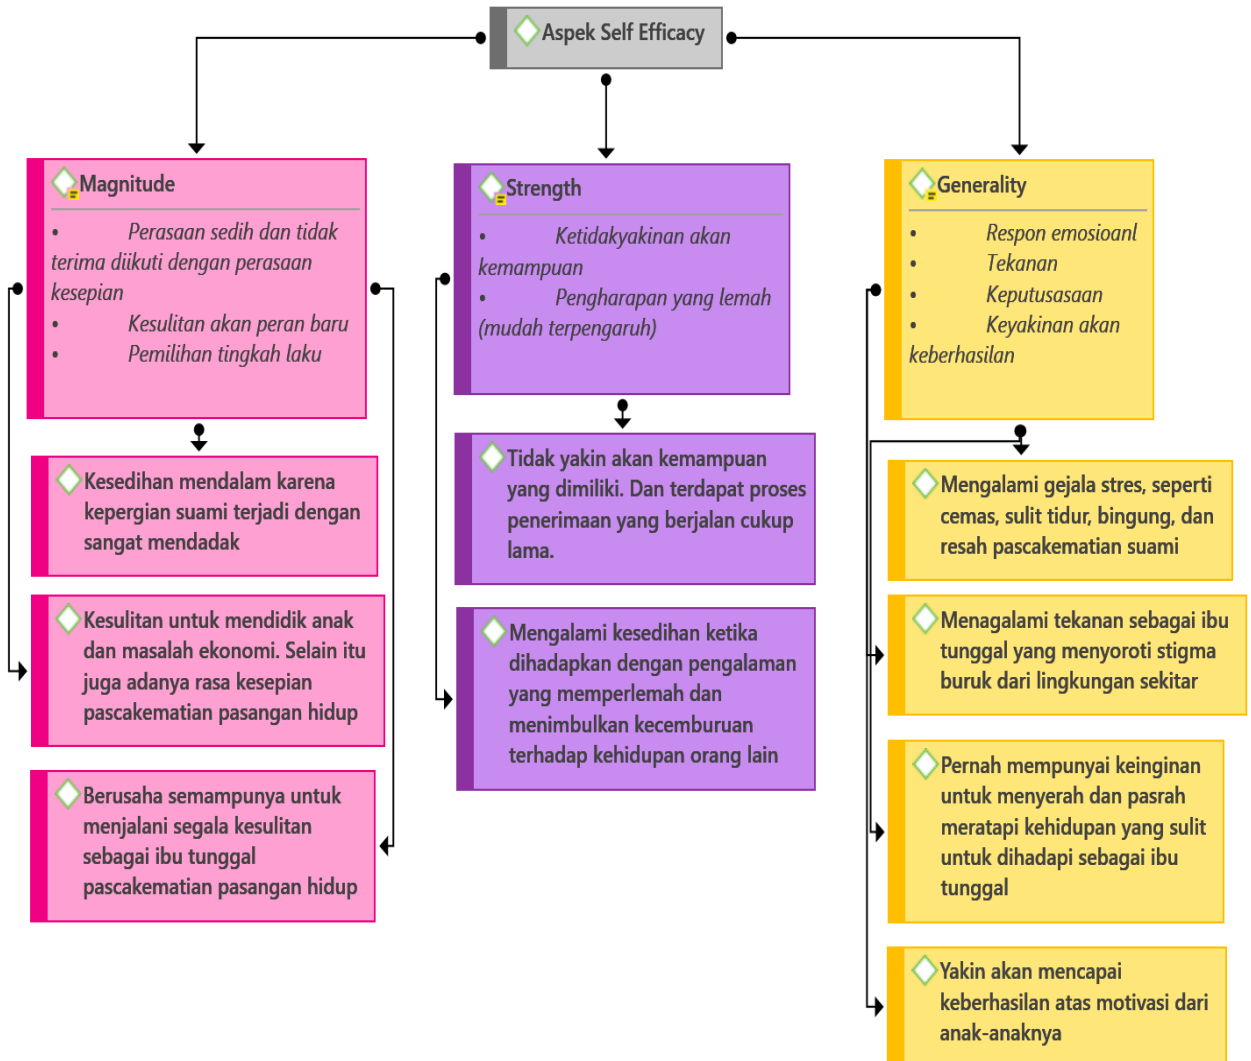 Aspek Self Efficacy
Magnitude
• Perasaan sedih dan tidak
terima diikuti dengan perasaan
kesepian
• Kesulitan akan peran baru
• Pemilihan tingkah laku
Kesedihan mendalam karena
kepergian suami terjadi dengan
sangat mendadak
Kesulitan untuk mendidik anak
dan masalah ekonomi. Selain itu
juga adanya rasa kesepian
pascakematian pasangan hidup
Berusaha semampunya untuk
menjalani segala kesulitan
sebagai ibu tunggal
pascakematian pasangan hidup
Strength
• Ketidakyakinan akan
kemampuan
• Pengharapan yang lemah
(mudah terpengaruh)
Tidak yakin akan kemampuan
yang dimiliki. Dan terdapat proses
penerimaan yang berjalan cukup
lama.
Mengalami kesedihan ketika
dihadapkan dengan pengalaman
yang memperlemah dan
menimbulkan kecemburuan
terhadap kehidupan orang lain
Generality
• Respon emosioanl
• Tekanan
• Keputusasaan
• Keyakinan akan
keberhasilan
Mengalami gejala stres, seperti
cemas, sulit tidur, bingung, dan
resah pascakematian suami
Menagalami tekanan sebagai ibu
tunggal yang menyoroti stigma
buruk dari lingkungan sekitar
Pernah mempunyai keinginan
untuk menyerah dan pasrah
meratapi kehidupan yang sulit
untuk dihadapi sebagai ibu
tunggal
Yakin akan mencapai
keberhasilan atas motivasi dari
anak-anaknya